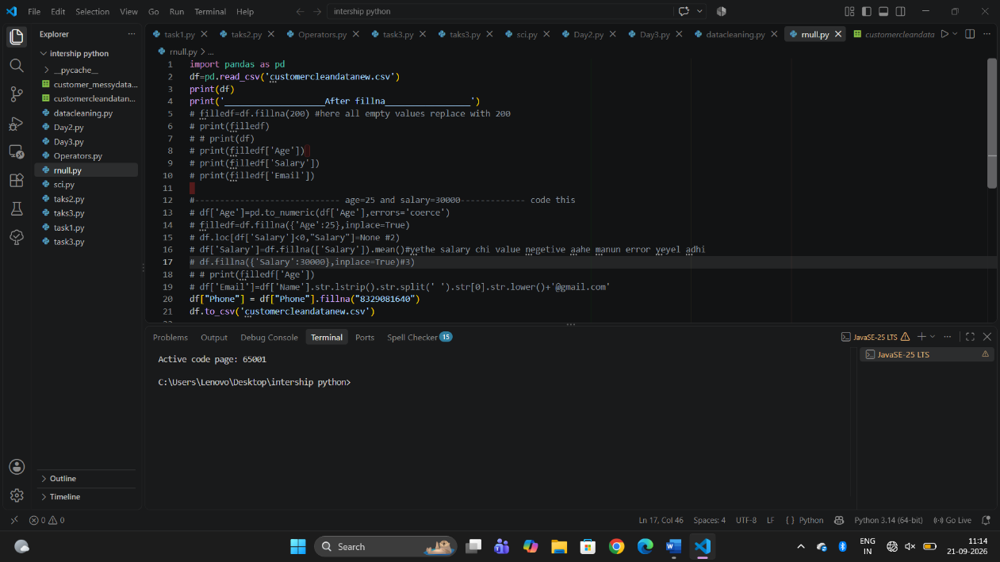 File Edit Selection View Go Run Terminal Help
intership python
Explorer
intership python
__pycache__
customer_messydata...
customercleandatan...
datacleaning.py
Day2.py
Day3.py
Operators.py
rnull.py
sci.py
taks2.py
taks3.py
task1.py
task3.py
Outline
Timeline
task1.py taks2.py Operators.py task3.py taks3.py sci.py Day2.py Day3.py datacleaning.py rnull.py customercleandata
rnull.py > ...
1 import pandas as pd
2 df=pd.read_csv('customercleandatanew.csv')
3 print(df)
4 print('____________________After fillna_________________')
5 # filledf=df.fillna(200) #here all empty values replace with 200
6 # print(filledf)
7 # # print(df)
8 # print(filledf['Age'])
9 # print(filledf['Salary'])
10 # print(filledf['Email'])
11
12 #----------------------------- age=25 and salary=30000------------- code this
13 # df['Age']=pd.to_numeric(df['Age'],errors='coerce')
14 # filledf=df.fillna({'Age':25},inplace=True)
15 # df.loc[df['Salary']<0,"Salary"]=None #2)
16 # df['Salary']=df.fillna(['Salary']).mean()#yethe salary chi value negetive aahe manun error yeyel adhi
17 # df.fillna({'Salary':30000},inplace=True)#3)
18 # # print(filledf['Age'])
19 # df['Email']=df['Name'].str.lstrip().str.split(' ').str[0].str.lower()+'@gmail.com'
20 df["Phone"] = df["Phone"].fillna("8329081640")
21 df.to_csv('customercleandatanew.csv')
Problems Output Debug Console Terminal Ports Spell Checker 15
JavaSE-25 LTS
Active code page: 65001
C:\Users\Lenovo\Desktop\intership python>
JavaSE-25 LTS
0 0
Ln 17, Col 46 Spaces: 4 UTF-8 LF { } Python Python 3.14 (64-bit) Go Live
Search
ENG
IN
11:14
21-09-2026